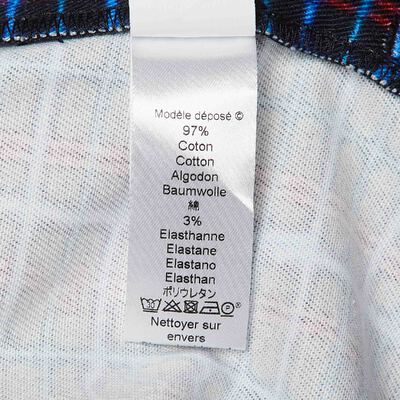 Modèle déposé ©
97%
Coton
Cotton
Algodon
Baumwolle
綿
3%
Elasthanne
Elastane
Elastano
Elasthan
ポリウレタン
Nettoyer sur
envers